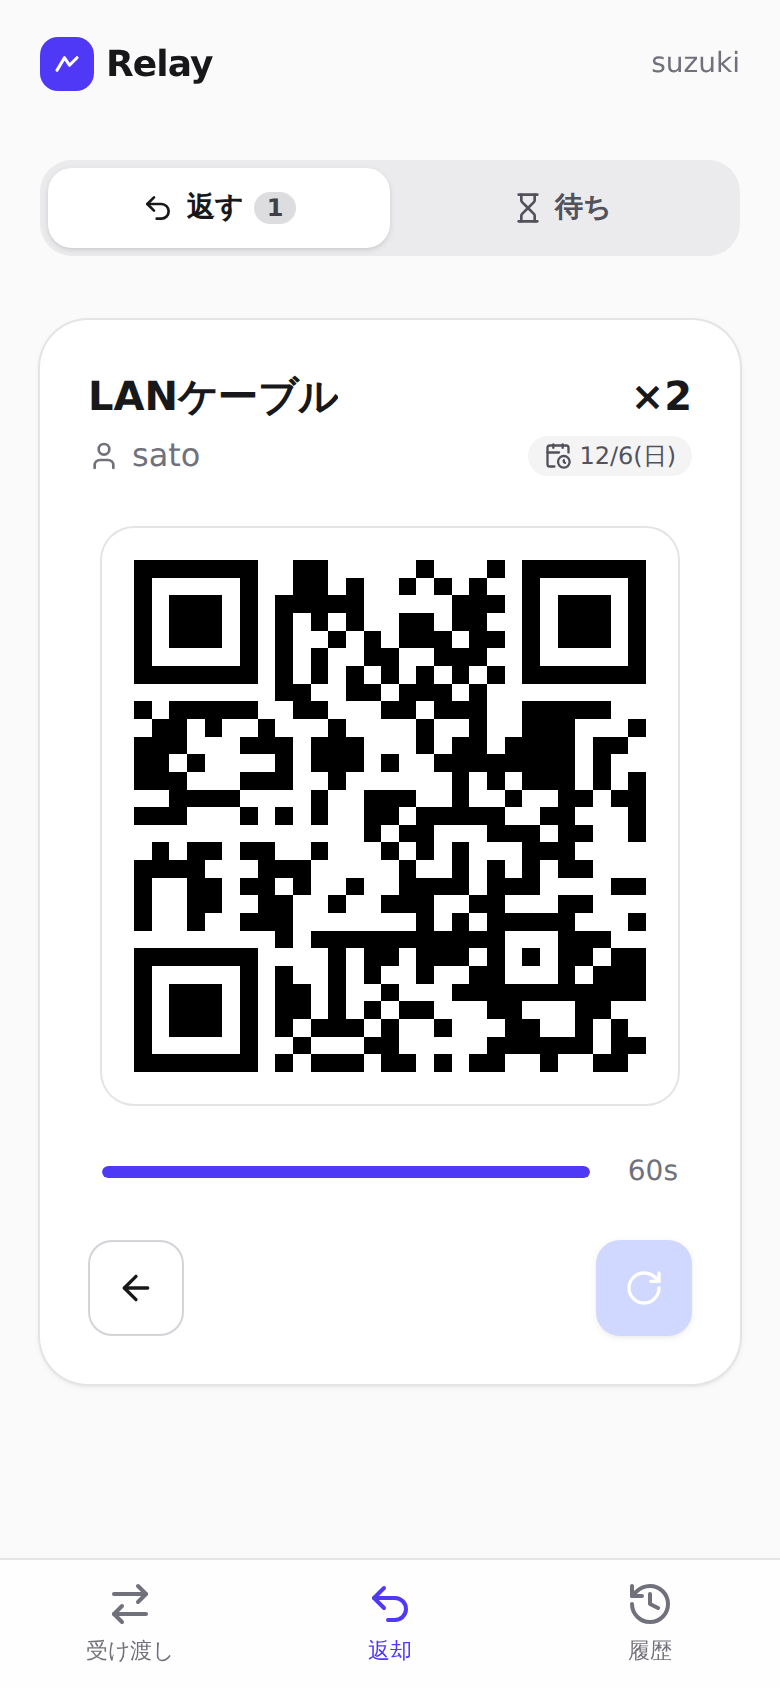 Relay
suzuki
返す 1
待ち
LANケーブル
×2
sato
12/6(日)
60s
受け渡し
返却
履歴